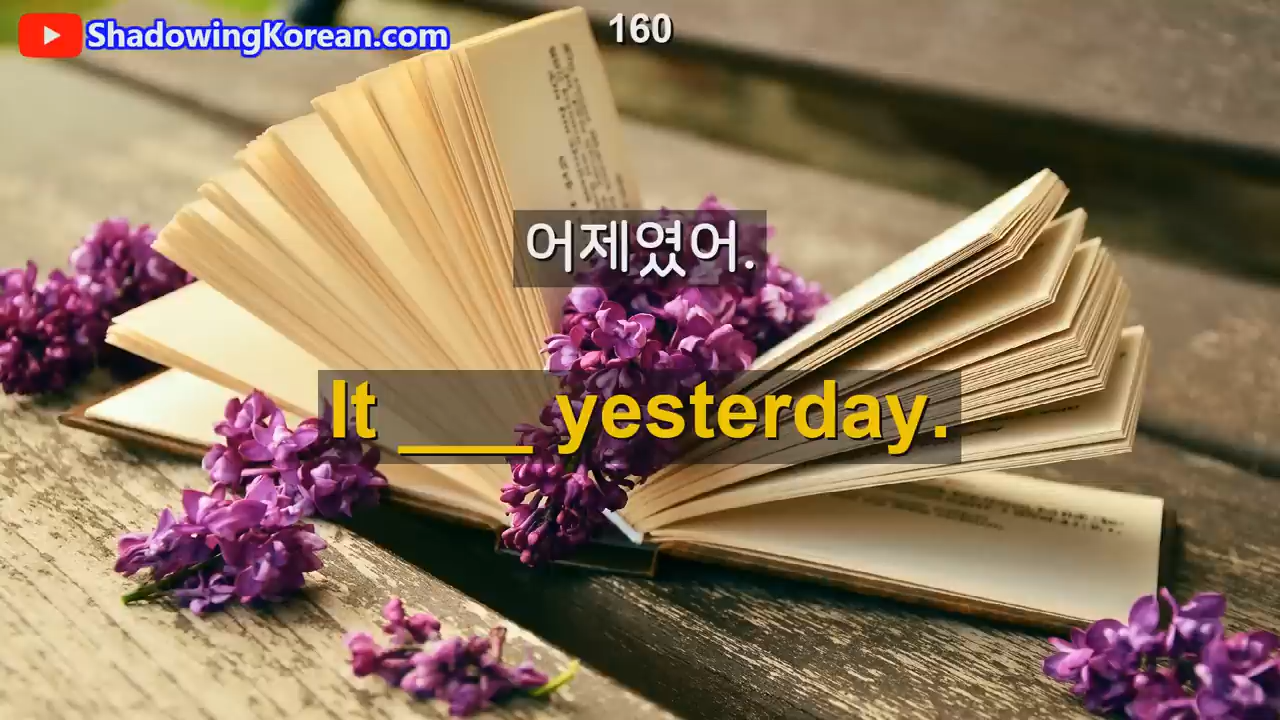 ShadowingKorean.com
160
어제였어.
It ___ yesterday.